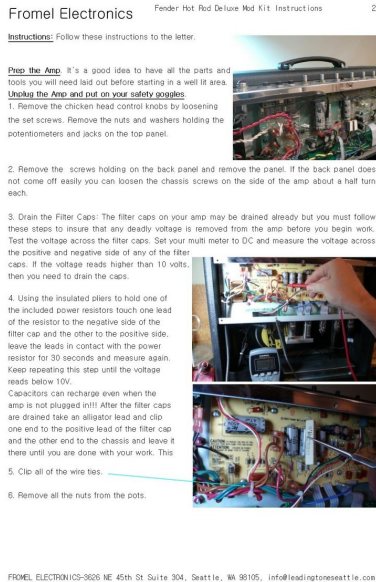 Fromel Electronics
Fender Hot Rod Deluxe Mod Kit Instructions
2
Instructions: Follow these instructions to the letter.
Prep the Amp. It's a good idea to have all the parts and
tools you will need laid out before starting in a well lit area.
Unplug the Amp and put on your safety goggles.
1. Remove the chicken head control knobs by loosening
the set screws. Remove the nuts and washers holding the
potentiometers and jacks on the top panel.
2. Remove the screws holding on the back panel and remove the panel. If the back panel does
not come off easily you can loosen the chassis screws on the side of the amp about a half turn
each.
3. Drain the Filter Caps: The filter caps on your amp may be drained already but you must follow
these steps to insure that any deadly voltage is removed from the amp before you begin work.
Test the voltage across the filter caps. Set your multi meter to DC and measure the voltage across
the positive and negative side of any of the filter
caps. If the voltage reads higher than 10 volts,
then you need to drain the caps.
4. Using the insulated pliers to hold one of
the included power resistors touch one lead
of the resistor to the negative side of the
filter cap and the other to the positive side,
leave the leads in contact with the power
resistor for 30 seconds and measure again.
Keep repeating this step until the voltage
reads below 10V.
Capacitors can recharge even when the
amp is not plugged in!!! After the filter caps
are drained take an alligator lead and clip
one end to the positive lead of the filter cap
and the other end to the chassis and leave it
there until you are done with your work. This
5. Clip all of the wire ties.
6. Remove all the nuts from the pots.
FROMEL ELECTRONICS-3626 NE 45th St Suite 304, Seattle, WA 98105, info@leadingtoneseattle.com